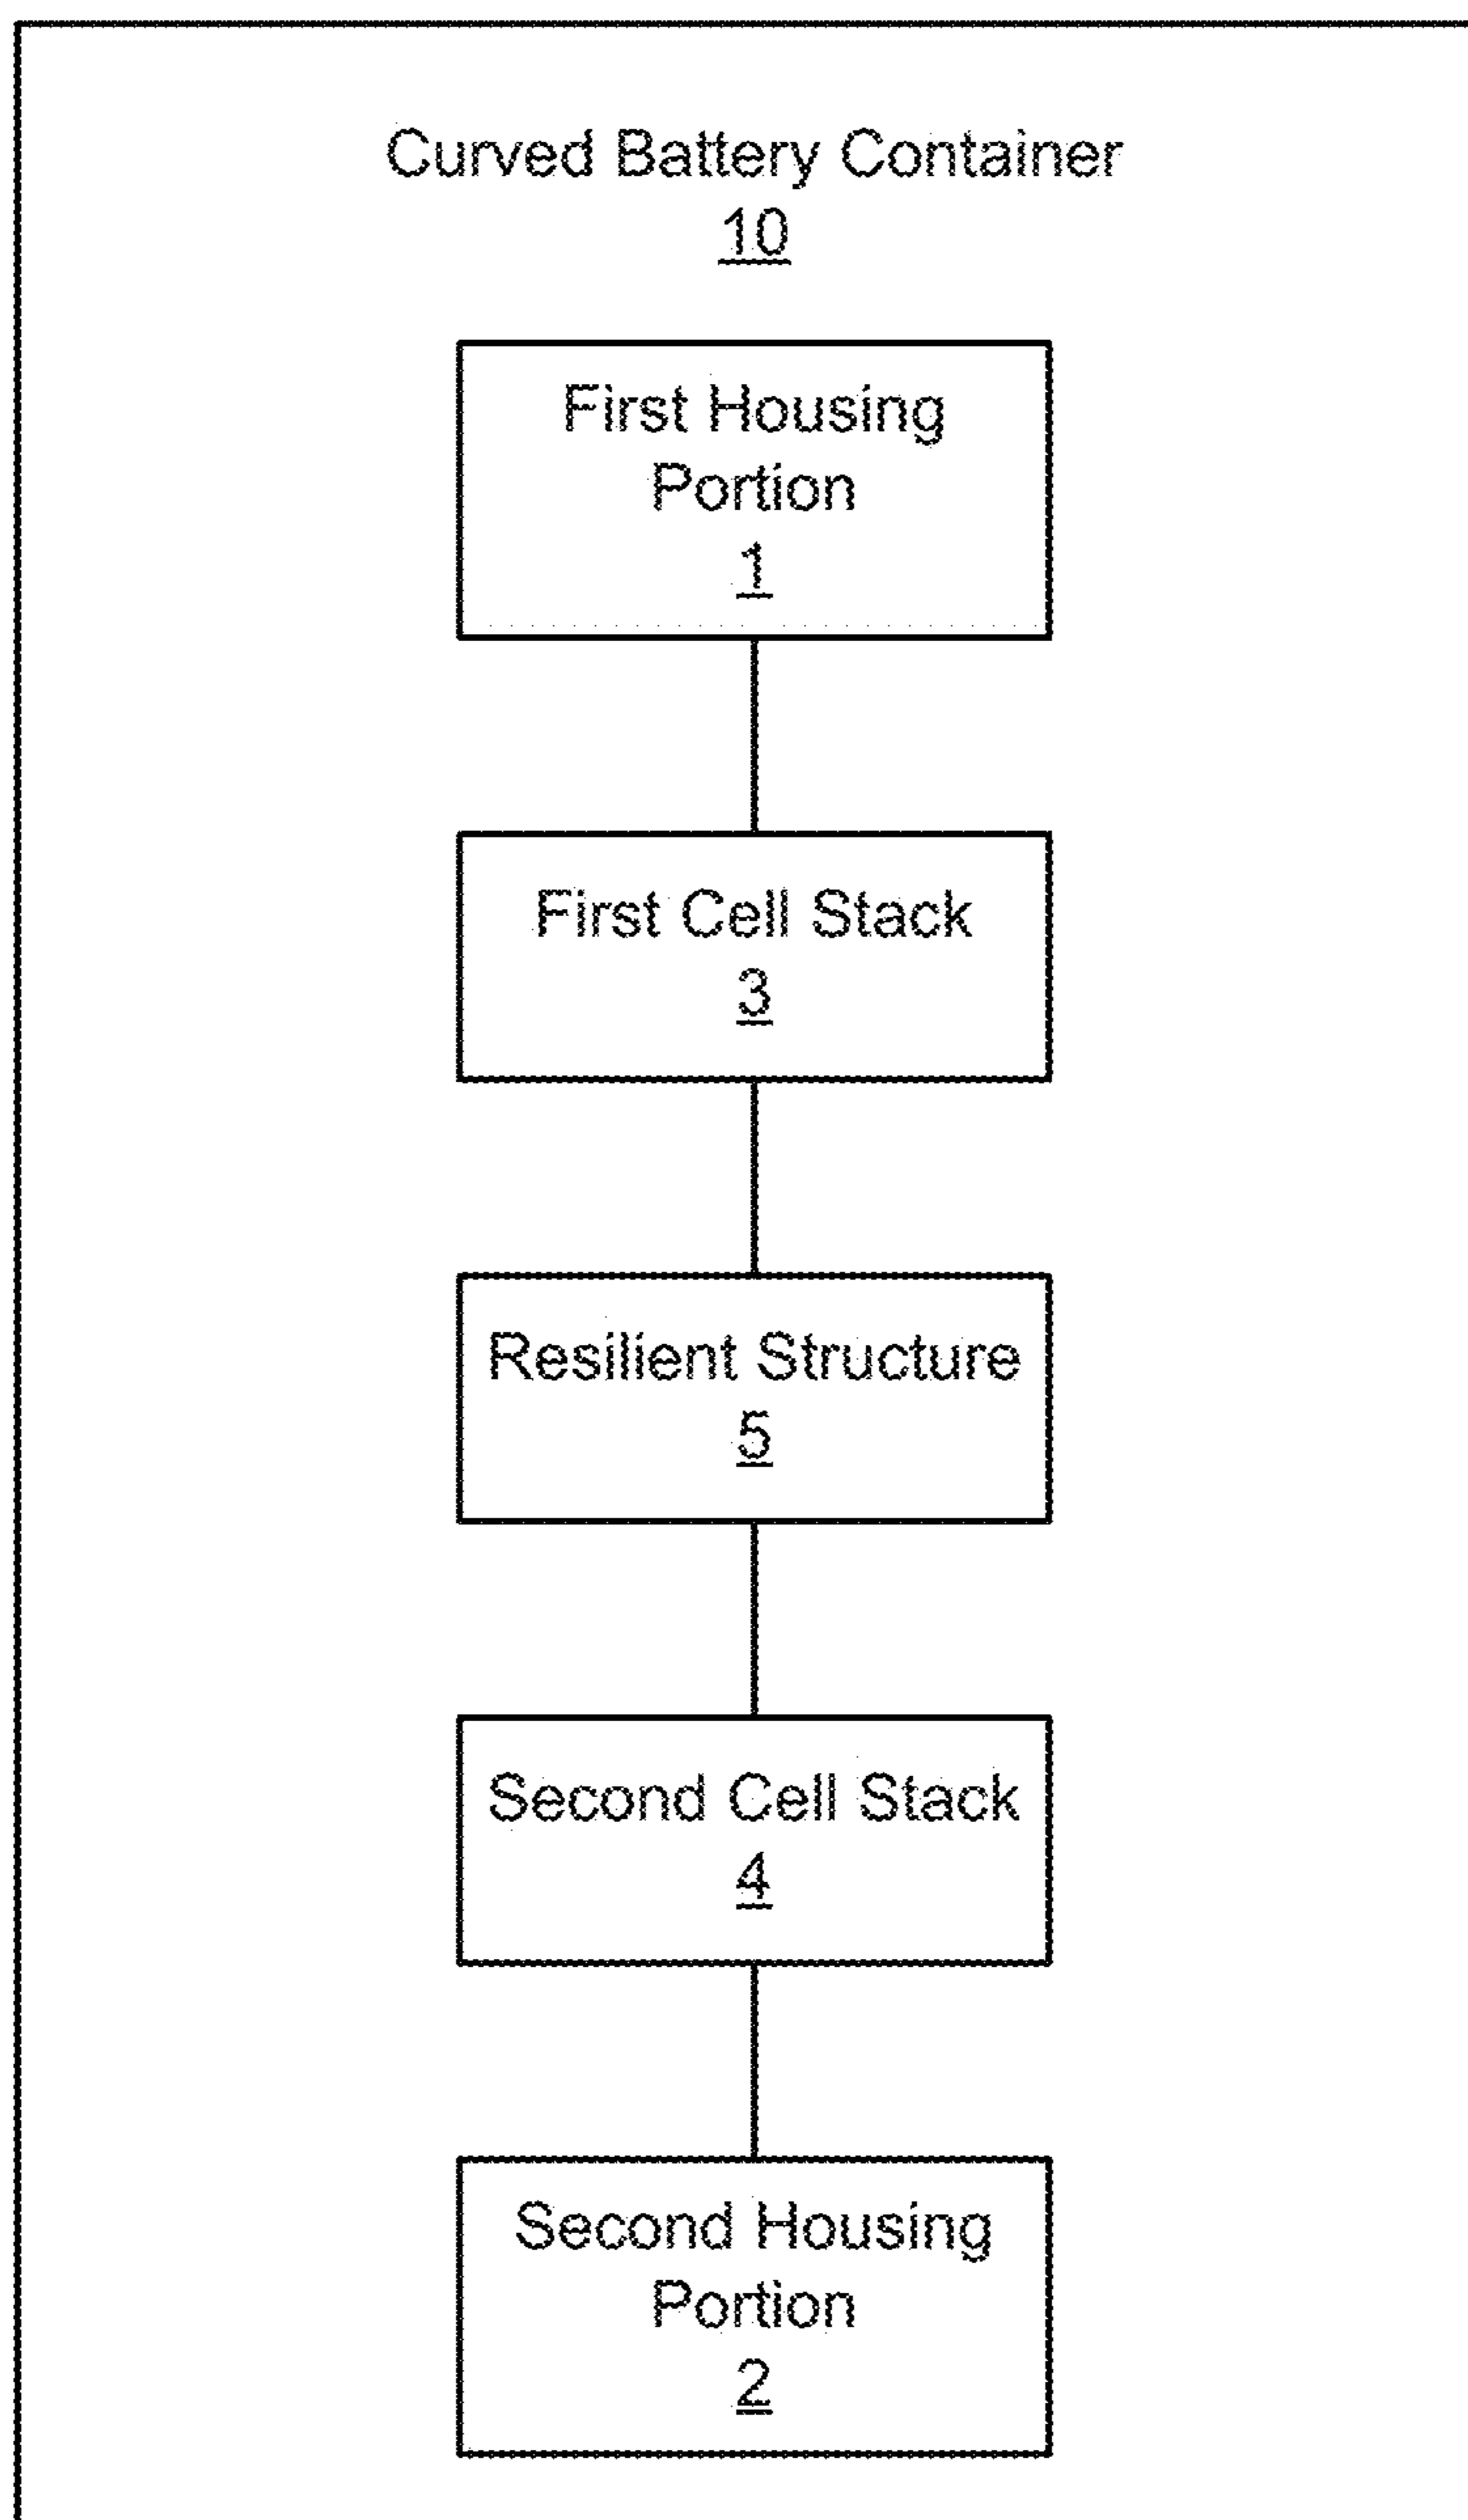 Curved Battery Container
10
First Housing
Portion
1
First Cell Stack
3
Resilient Structure
5
Second Cell Stack
4
Second Housing
Portion
2